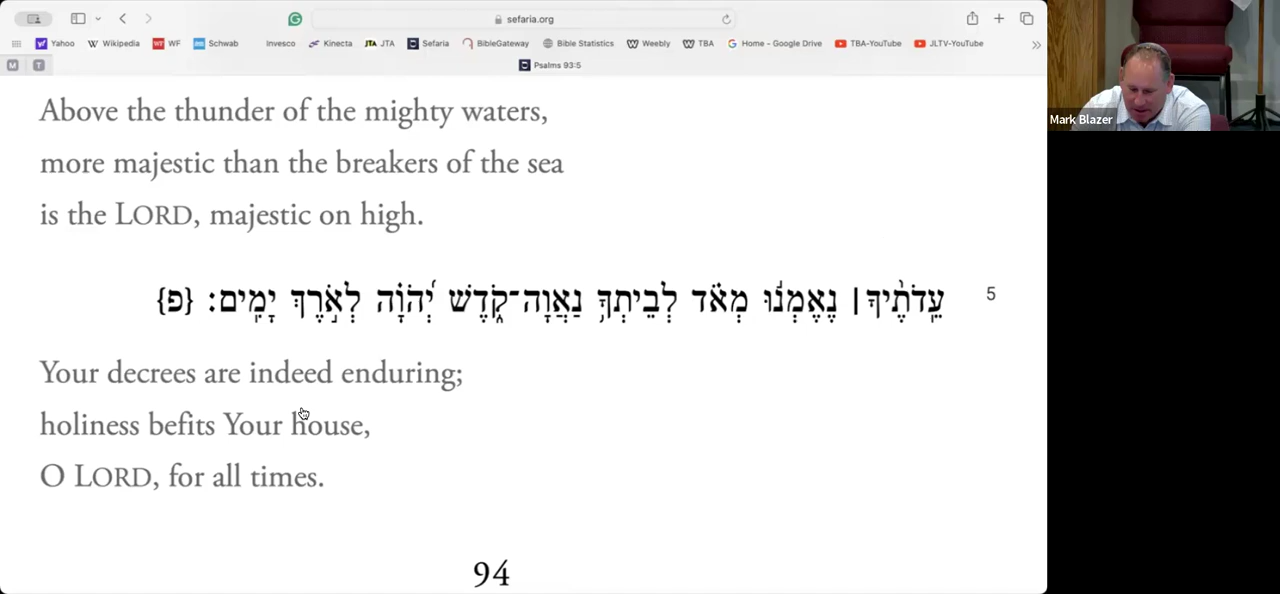 sefaria.org
Yahoo
Wikipedia
WF
Schwab
Invesco
Kinecta
JTA JTA
Sefaria
BibleGateway
Bible Statistics
Weebly
TBA
Home - Google Drive
TBA-YouTube
JLTV-YouTube
M
T
Psalms 93:5
Above the thunder of the mighty waters,
more majestic than the breakers of the sea
is the LORD, majestic on high.
5
עֵֽדֹתֶ֨יךָ ׀ נֶאֶמְנ֬וּ מְאֹ֗ד לְבֵיתְךָ֥ נַאֲוָה־קֹ֑דֶשׁ יְ֝הֹוָ֗ה לְאֹ֣רֶךְ יָמִֽים׃ {פ}
Your decrees are indeed enduring;
holiness befits Your house,
O LORD, for all times.
94
Mark Blazer